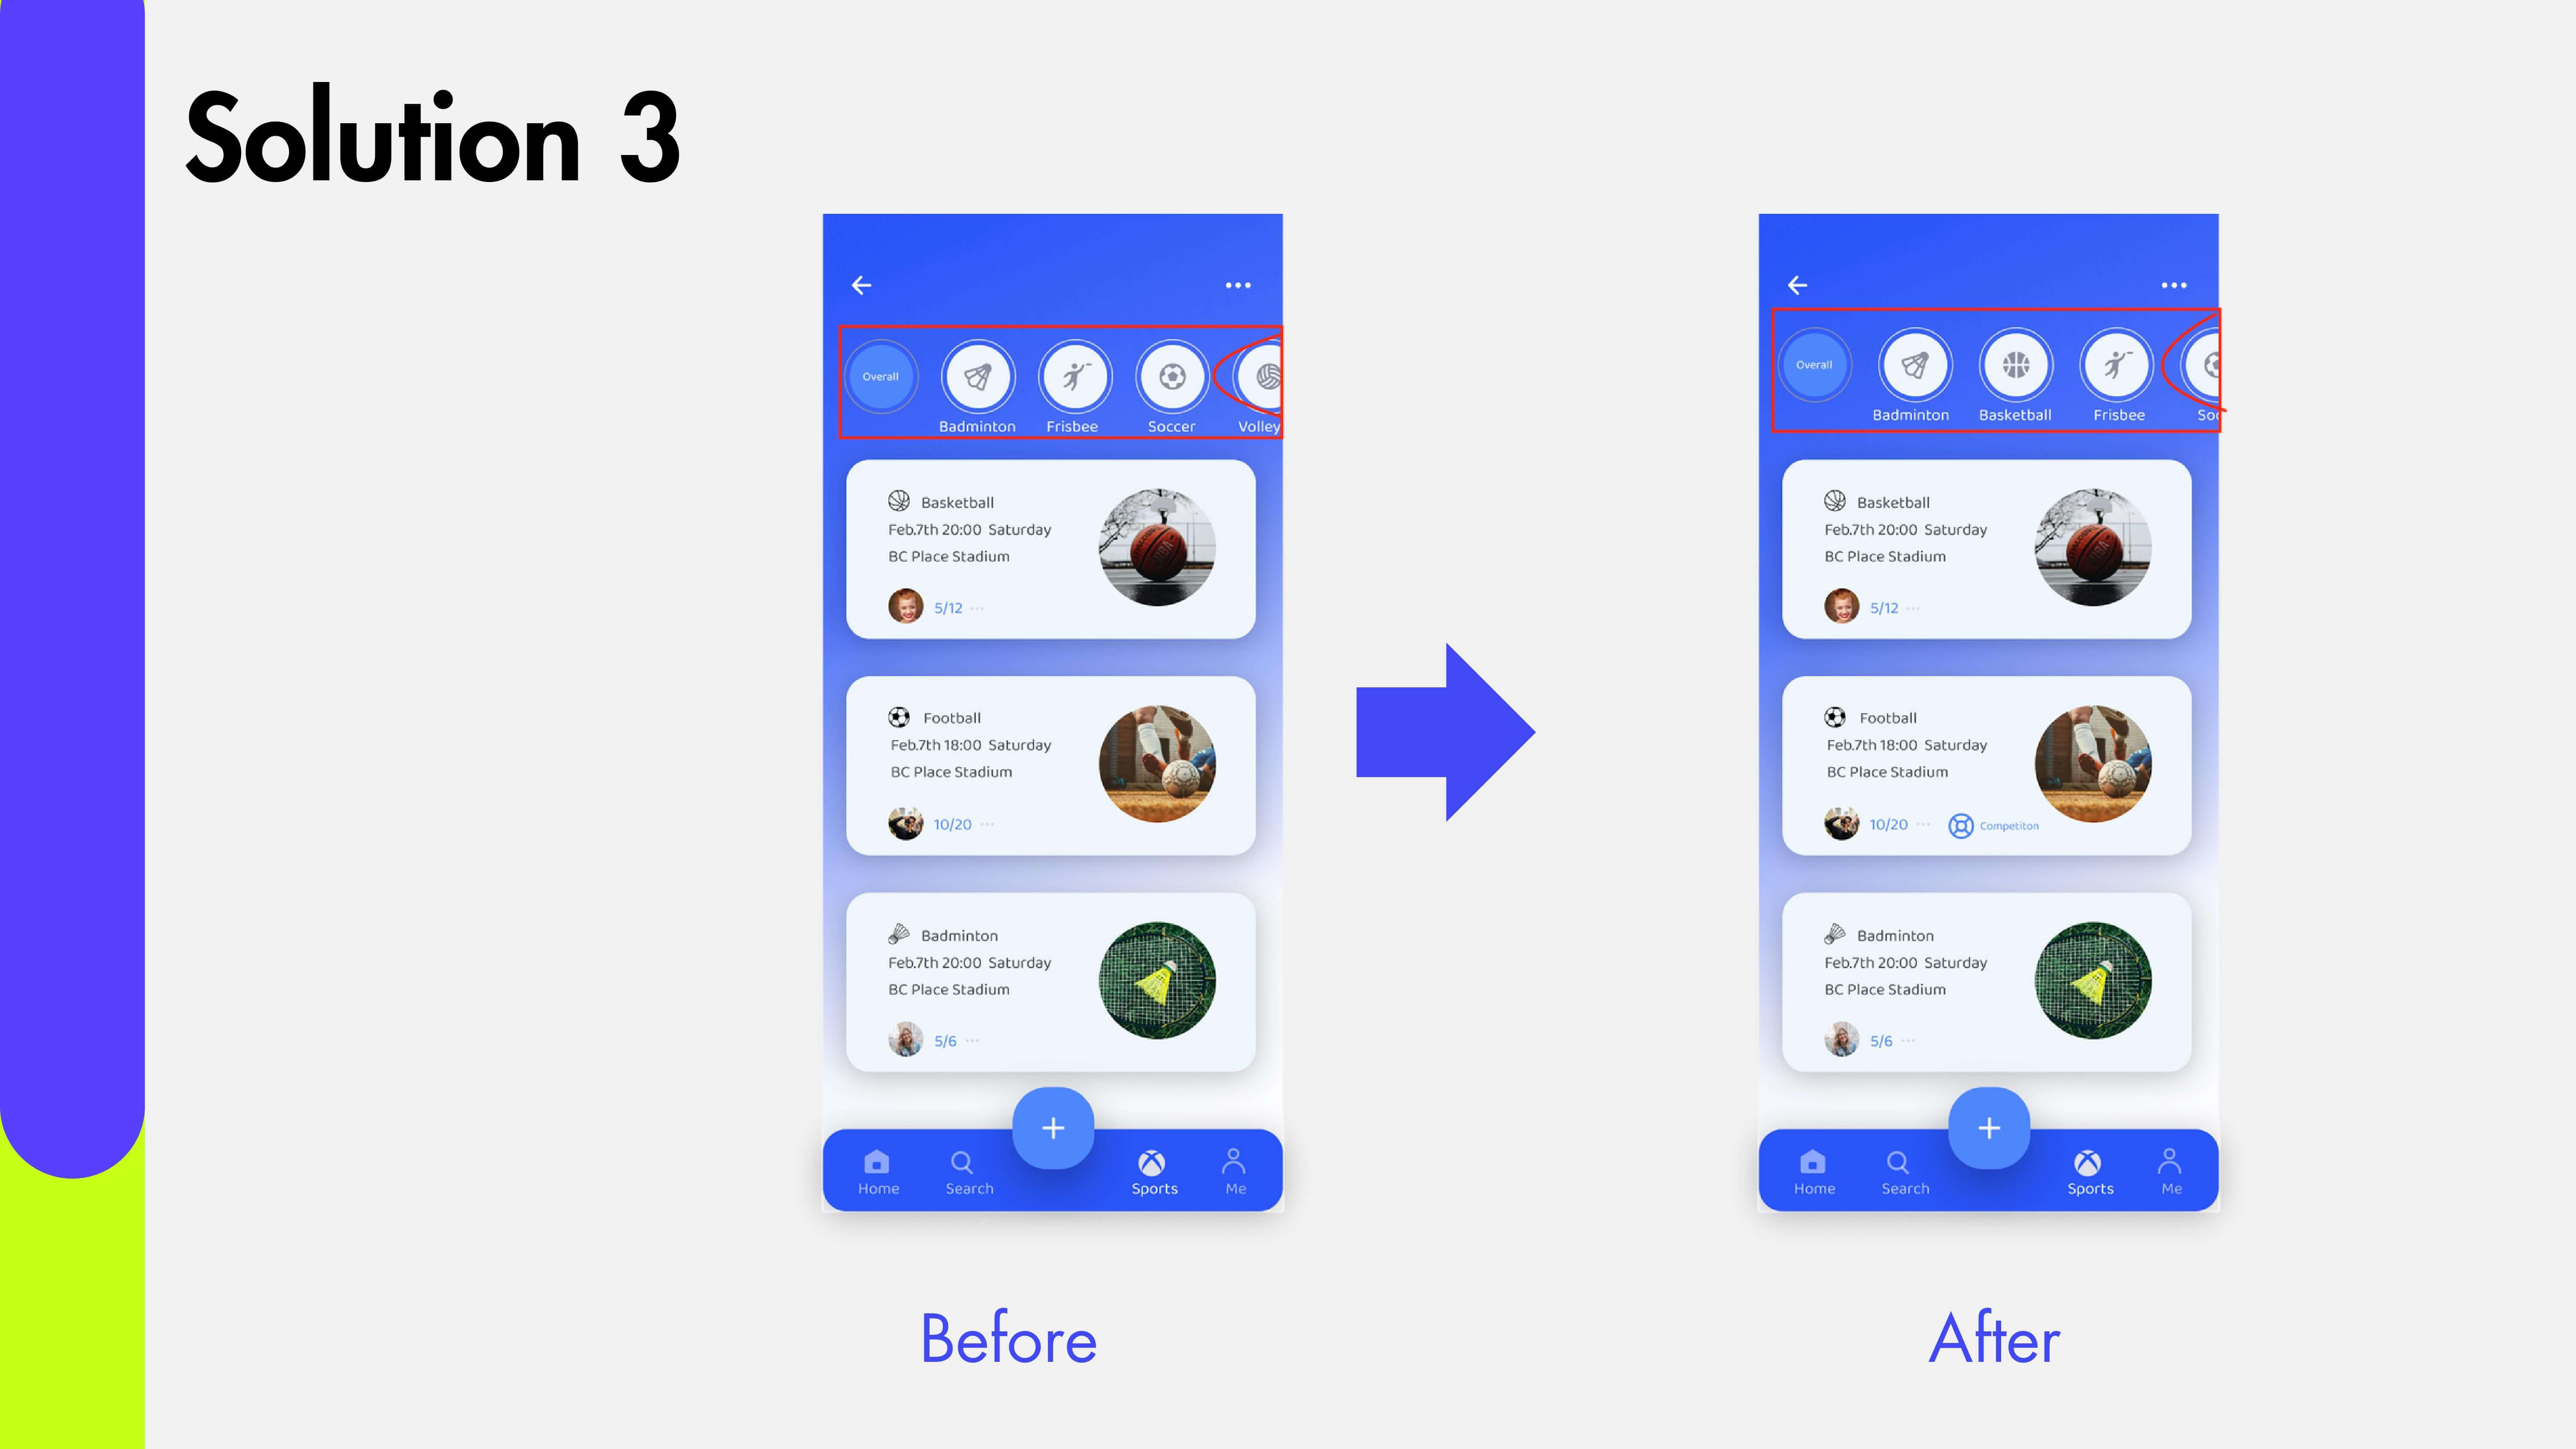 Solution 3
Overall
Badminton
Frisbee
Soccer
Volley
Basketball
Feb.7th 20:00 Saturday
BC Place Stadium
5/12 ...
Football
Feb.7th 18:00 Saturday
BC Place Stadium
10/20 ...
Badminton
Feb.7th 20:00 Saturday
BC Place Stadium
5/6 ...
+
Home
Search
Sports
Me
Before
Overall
Badminton
Basketball
Frisbee
Soc
Basketball
Feb.7th 20:00 Saturday
BC Place Stadium
5/12 ...
Football
Feb.7th 18:00 Saturday
BC Place Stadium
10/20 ... Competiton
Badminton
Feb.7th 20:00 Saturday
BC Place Stadium
5/6 ...
+
Home
Search
Sports
Me
After